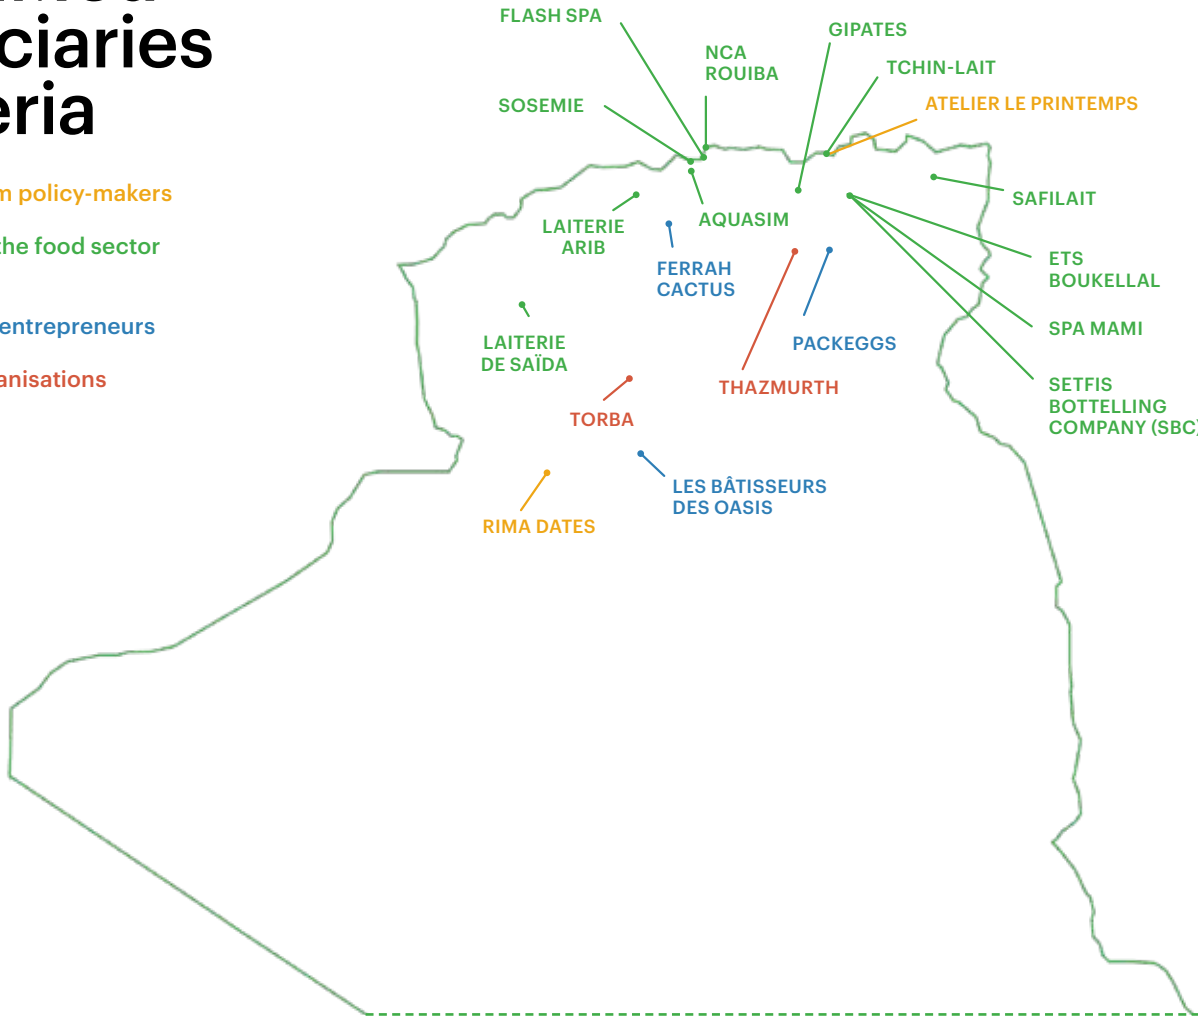 ciaries
eria
m policy-makers
the food sector
entrepreneurs
anisations
FLASH SPA
GIPATES
NCA
ROUIBA
TCHIN-LAIT
SOSEMIE
ATELIER LE PRINTEMPS
SAFILAIT
LAITERIE
ARIB
AQUASIM
FERRAH
CACTUS
ETS
BOUKELLAL
LAITERIE
DE SAÏDA
PACKEGGS
SPA MAMI
THAZMURTH
SETFIS
BOTTELLING
COMPANY (SBC)
TORBA
LES BÂTISSEURS
DES OASIS
RIMA DATES